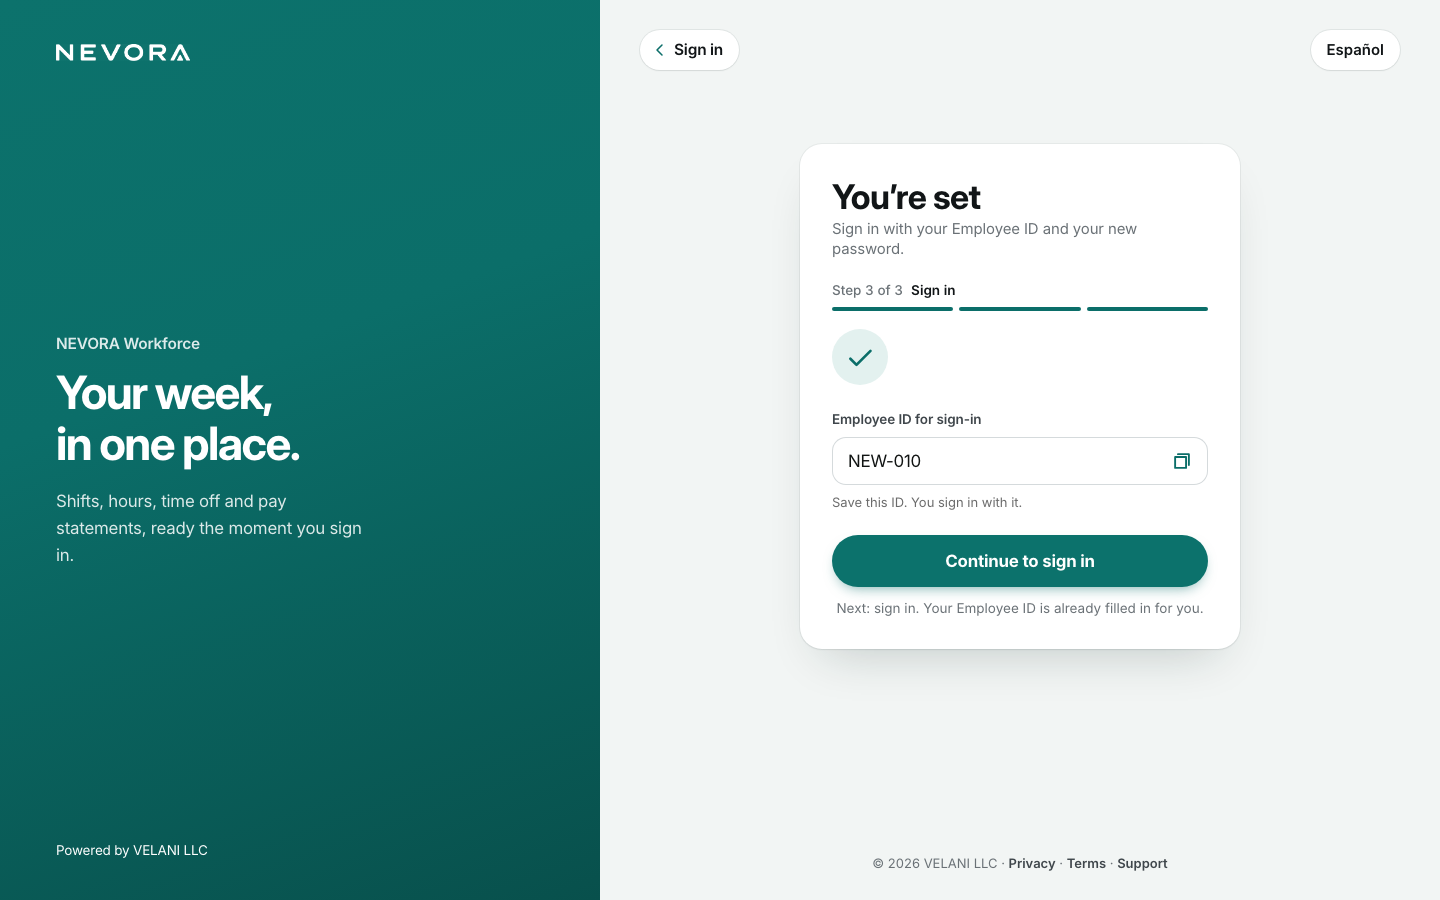 NEVORA
NEVORA Workforce
Your week,
in one place.
Shifts, hours, time off and pay
statements, ready the moment you sign
in.
Powered by VELANI LLC
Sign in
Español
You're set
Sign in with your Employee ID and your new
password.
Step 3 of 3 Sign in
Employee ID for sign-in
NEW-010
Save this ID. You sign in with it.
Continue to sign in
Next: sign in. Your Employee ID is already filled in for you.
© 2026 VELANI LLC · Privacy · Terms · Support